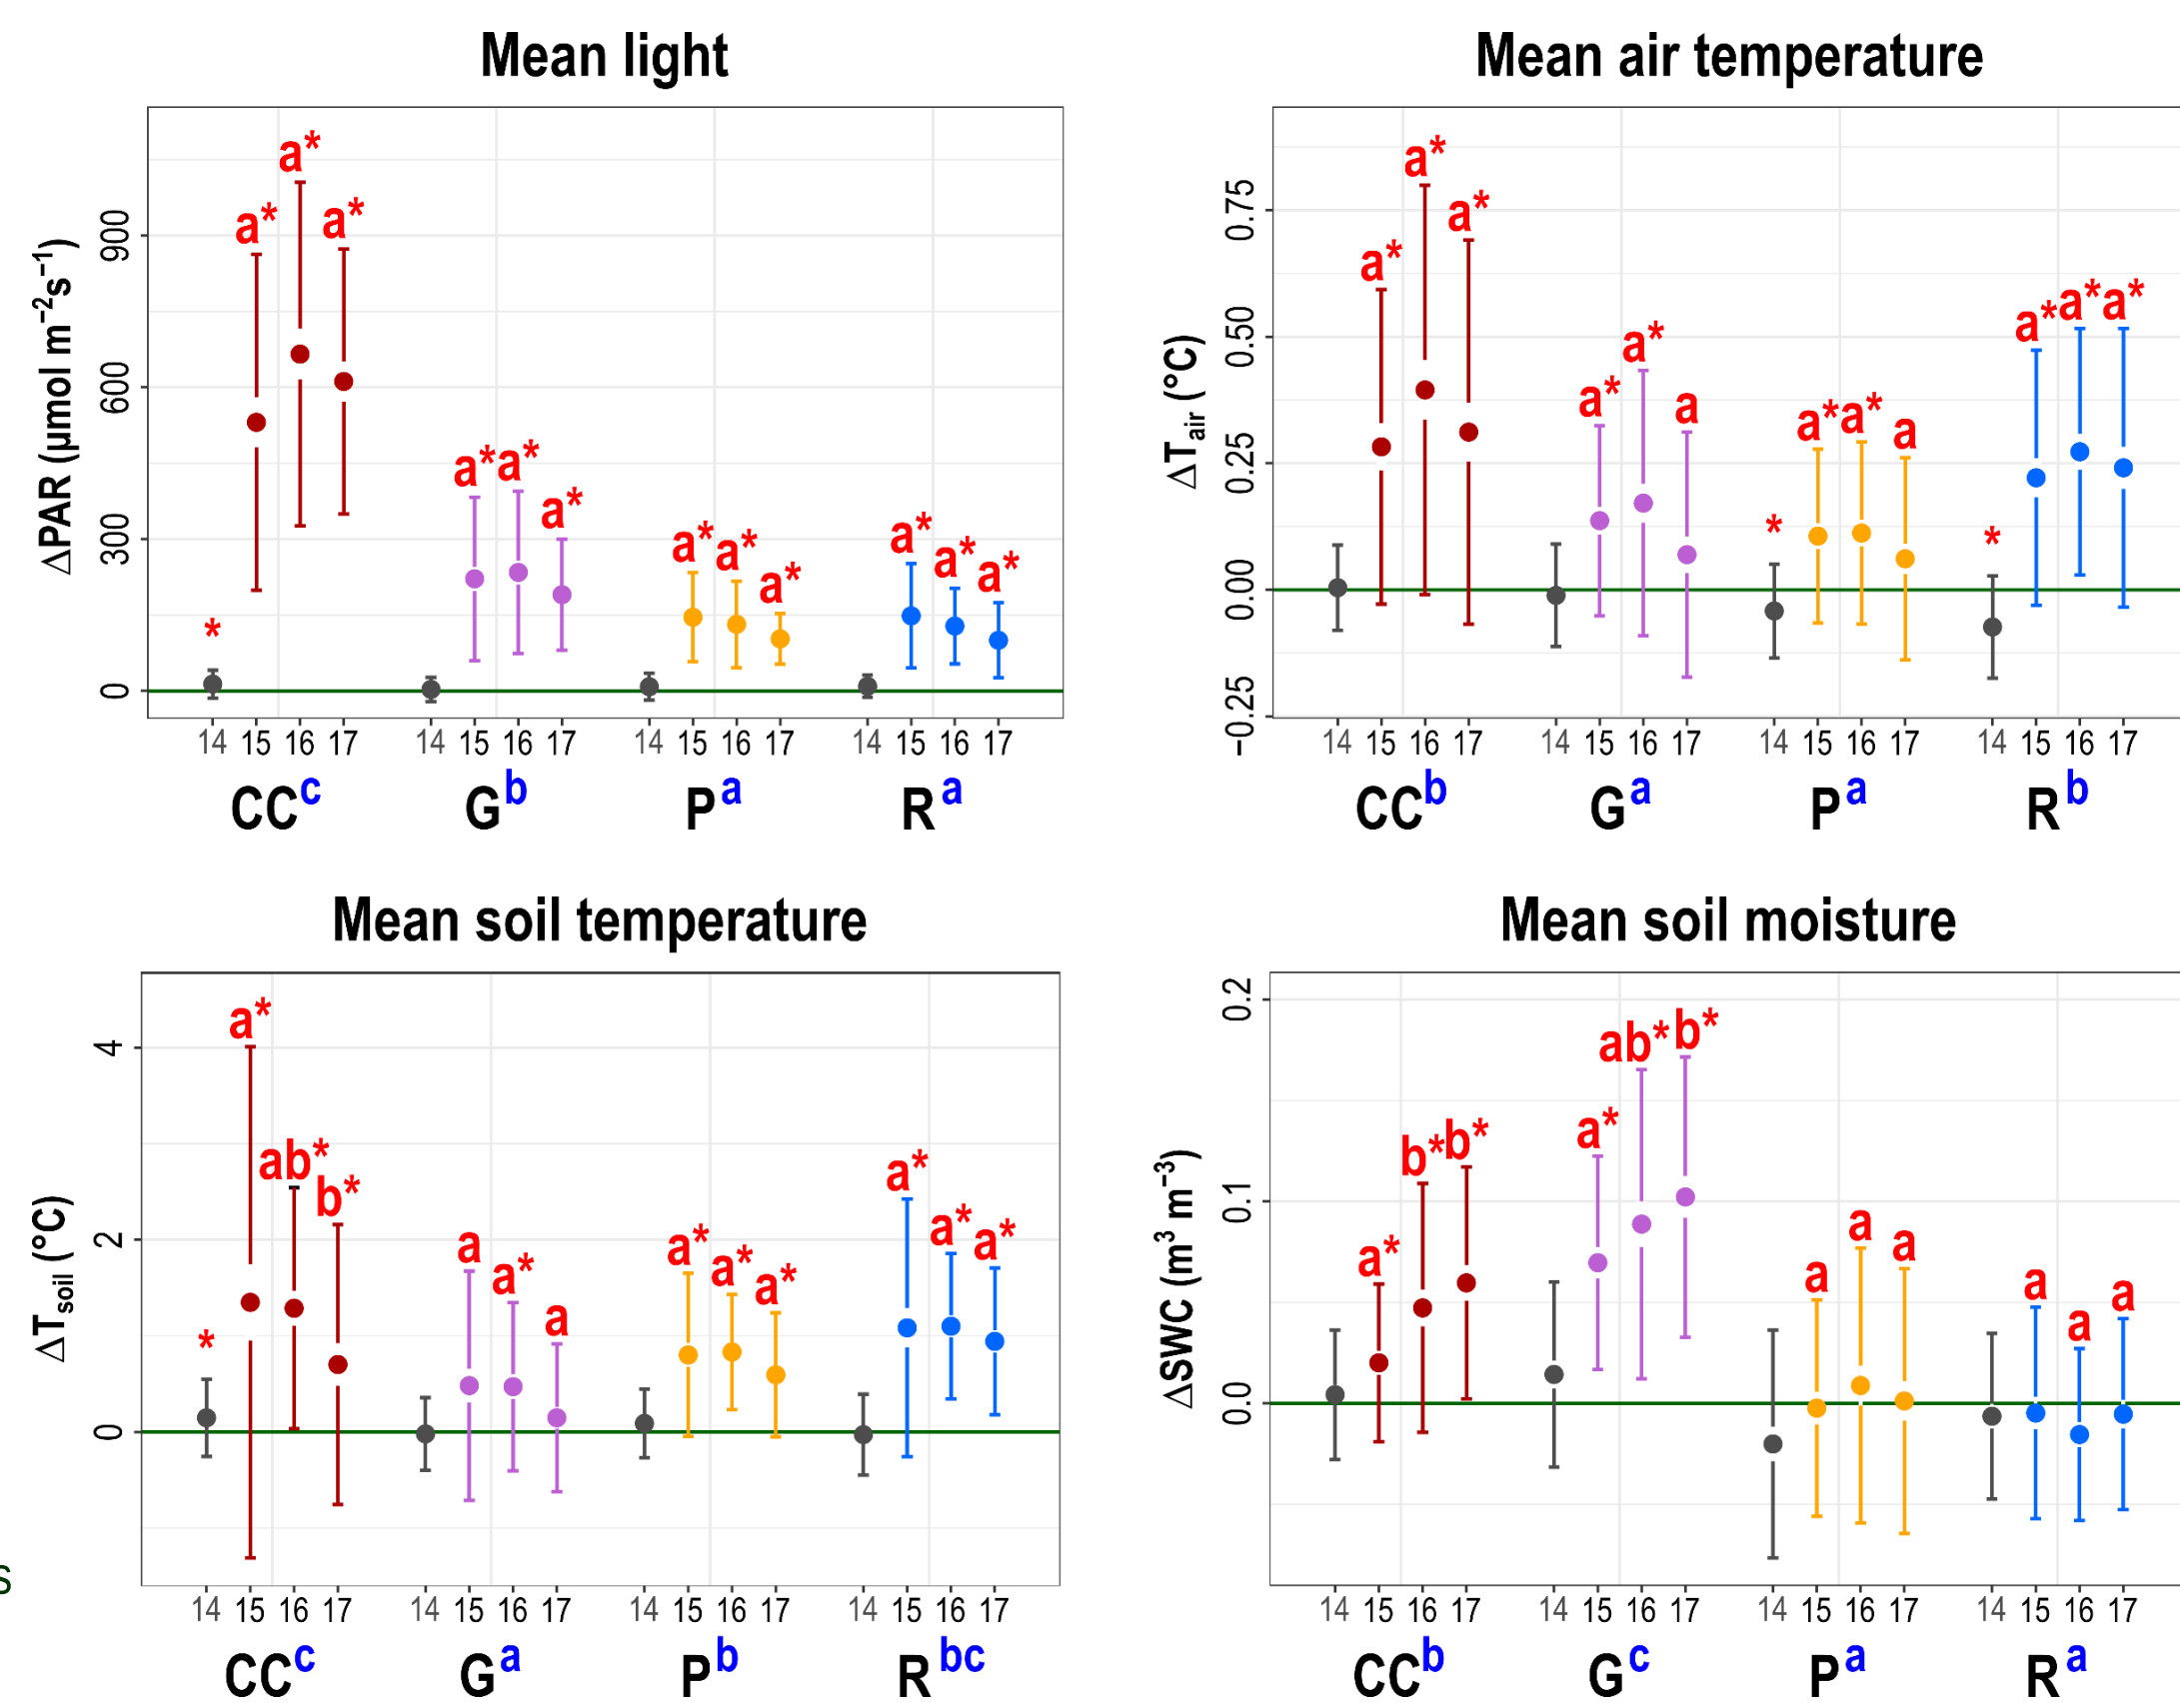 Mean light
ΔPAR (µmol m⁻²s⁻¹)
900
600
300
0
a* a* a*
a* a* a*
a* a* a*
a* a* a*
*
14 15 16 17 14 15 16 17 14 15 16 17 14 15 16 17
CCᶜ Gᵇ Pᵃ Rᵃ
Mean air temperature
ΔTair (°C)
0.75
0.50
0.25
0.00
−0.25
a* a* a*
a* a* a
* a* a* a
* a* a* a*
14 15 16 17 14 15 16 17 14 15 16 17 14 15 16 17
CCᵇ Gᵃ Pᵃ Rᵇ
Mean soil temperature
ΔTsoil (°C)
4
2
0
* a* ab* b*
a a* a
a* a* a*
a* a* a*
14 15 16 17 14 15 16 17 14 15 16 17 14 15 16 17
CCᶜ Gᵃ Pᵇ Rᵇᶜ
s
Mean soil moisture
ΔSWC (m³ m⁻³)
0.2
0.1
0.0
a* b* b*
a* ab* b*
a a a
a a a
14 15 16 17 14 15 16 17 14 15 16 17 14 15 16 17
CCᵇ Gᶜ Pᵃ Rᵃ